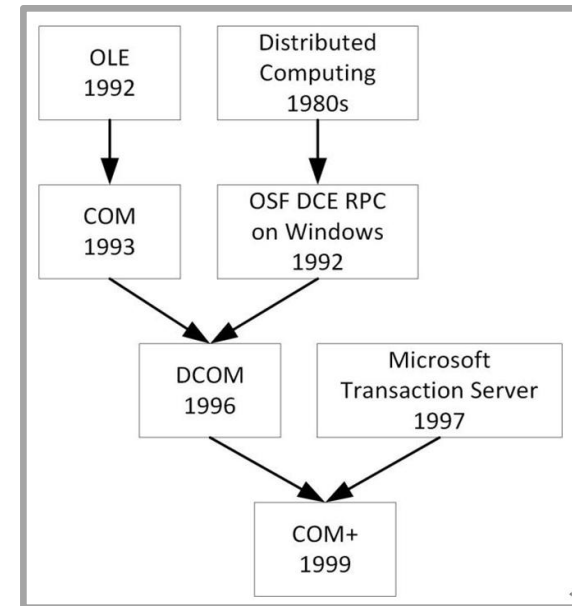 OLE
1992
Distributed
Computing
1980s
COM
1993
OSF DCE RPC
on Windows
1992
DCOM
1996
Microsoft
Transaction Server
1997
COM+
1999